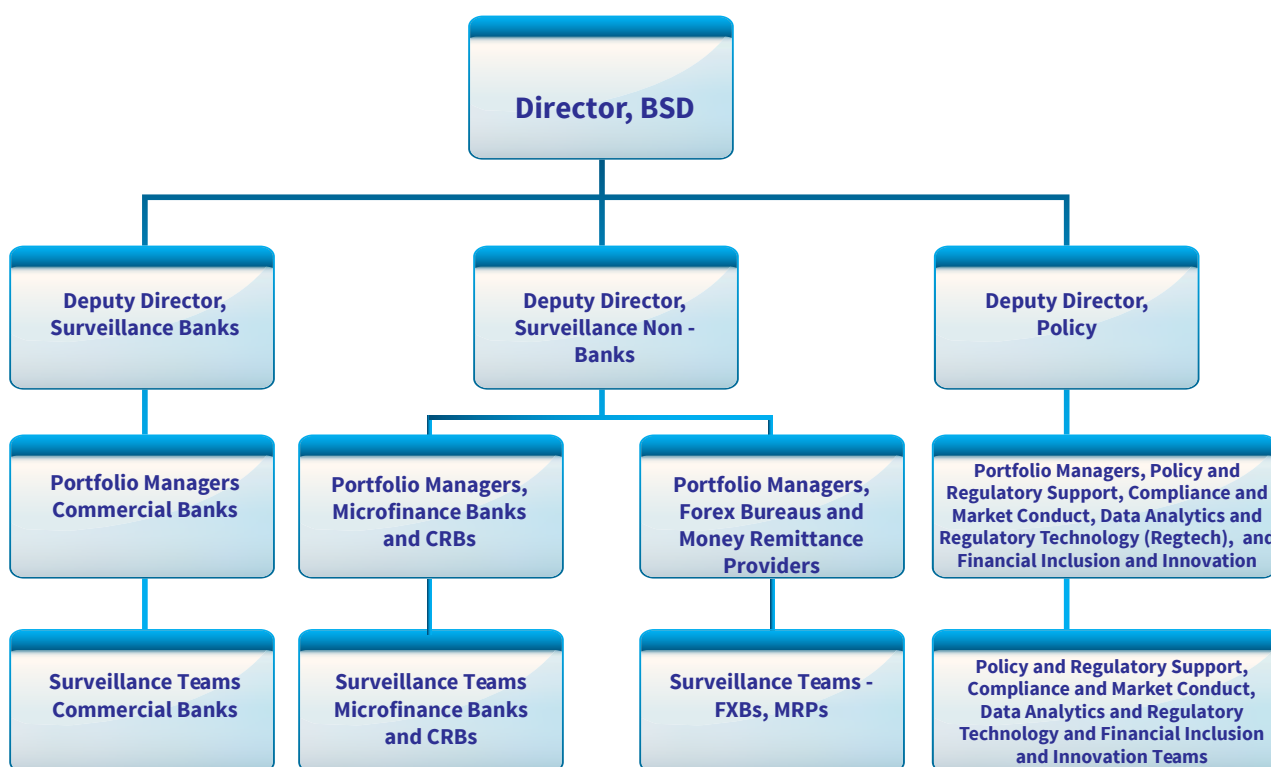 Director, BSD
Deputy Director,
Surveillance Banks
Deputy Director,
Surveillance Non -
Banks
Deputy Director,
Policy
Portfolio Managers
Commercial Banks
Portfolio Managers,
Microfinance Banks
and CRBs
Portfolio Managers,
Forex Bureaus and
Money Remittance
Providers
Portfolio Managers, Policy and
Regulatory Support, Compliance and
Market Conduct, Data Analytics and
Regulatory Technology (Regtech), and
Financial Inclusion and Innovation
Surveillance Teams
Commercial Banks
Surveillance Teams
Microfinance Banks
and CRBs
Surveillance Teams -
FXBs, MRPs
Policy and Regulatory Support,
Compliance and Market Conduct,
Data Analytics and Regulatory
Technology and Financial Inclusion
and Innovation Teams